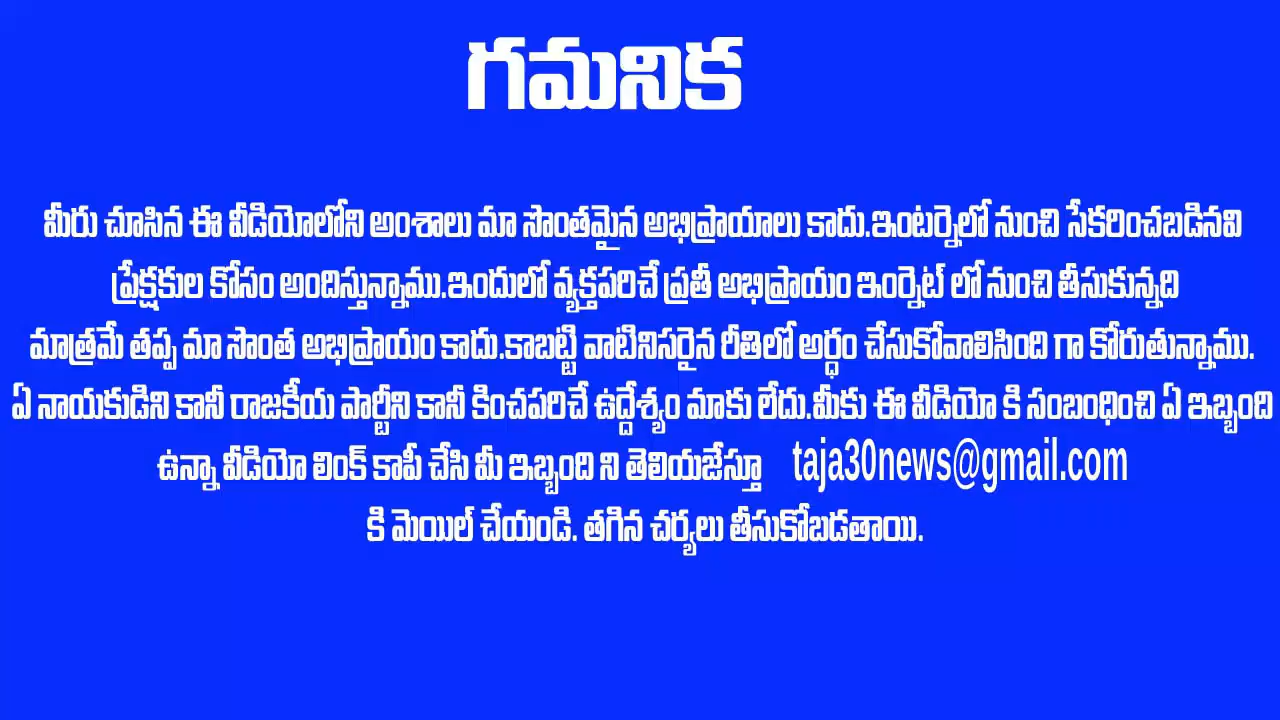 గమనిక
మీరు చూసిన ఈ వీడియోలోని అంశాలు మా సొంతమైన అభిప్రాయాలు కాదు.ఇంటర్నెలో నుంచి సేకరించబడినవి
ప్రేక్షకుల కోసం అందిస్తున్నాము.ఇందులో వ్యక్తపరిచే ప్రతీ అభిప్రాయం ఇంర్నెట్ లో నుంచి తీసుకున్నది
మాత్రమే తప్ప మా సొంత అభిప్రాయం కాదు.కాబట్టి వాటినిసరైన రీతిలో అర్ధం చేసుకోవాలిసింది గా కోరుతున్నాము.
ఏ నాయకుడిని కానీ రాజకీయ పార్టీని కానీ కించపరిచే ఉద్దేశ్యం మాకు లేదు.మీకు ఈ వీడియో కి సంబంధించి ఏ ఇబ్బంది
ఉన్నా వీడియో లింక్ కాపీ చేసి మీ ఇబ్బంది ని తెలియజేస్తూ taja30news@gmail.com
కి మెయిల్ చేయండి. తగిన చర్యలు తీసుకోబడతాయి.